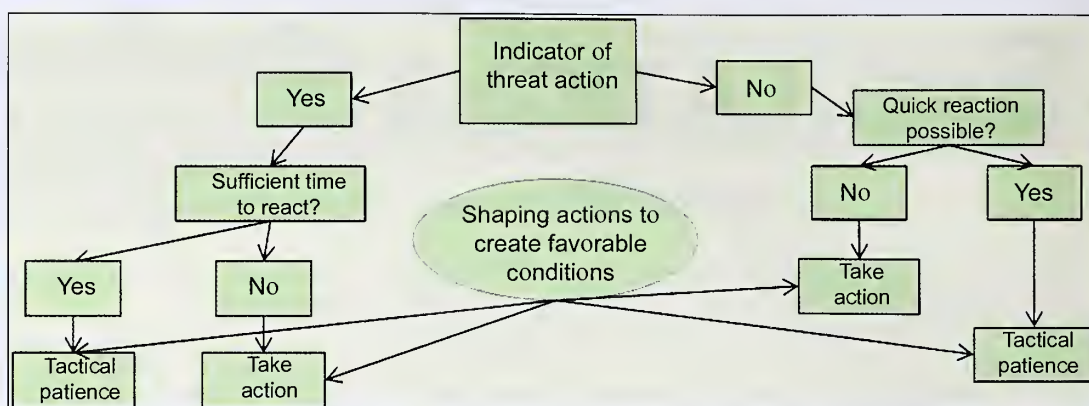 Indicator of
threat action
Yes
No
Quick reaction
possible?
Sufficient time
to react?
No
Yes
Shaping actions to
create favorable
conditions
Yes
No
Take
action
Tactical
patience
Take
action
Tactical
patience